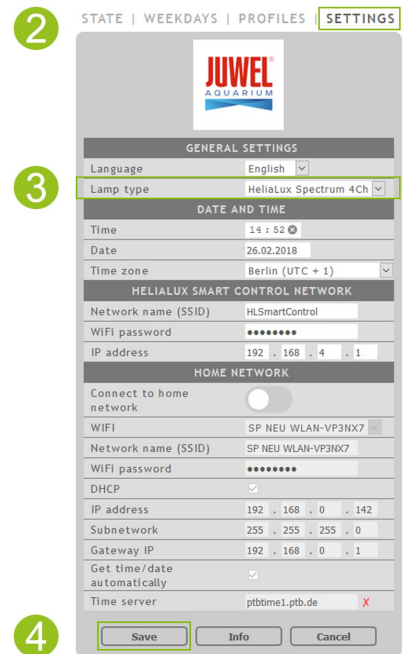 2
STATE | WEEKDAYS | PROFILES | SETTINGS
JUWEL®
AQUARIUM
GENERAL SETTINGS
Language English
3
Lamp type HeliaLux Spectrum 4Ch
DATE AND TIME
Time 14 : 52
Date 26.02.2018
Time zone Berlin (UTC + 1)
HELIALUX SMART CONTROL NETWORK
Network name (SSID) HLSmartControl
WiFi password ●●●●●●●●
IP address 192 . 168 . 4 . 1
HOME NETWORK
Connect to home
network
WIFI SP NEU WLAN-VP3NX7
Network name (SSID) SP NEU WLAN-VP3NX7
WiFi password ●●●●●●●●
DHCP
IP address 192 . 168 . 0 . 142
Subnetwork 255 . 255 . 255 . 0
Gateway IP 192 . 168 . 0 . 1
Get time/date
automatically
Time server ptbtime1.ptb.de X
4
Save Info Cancel